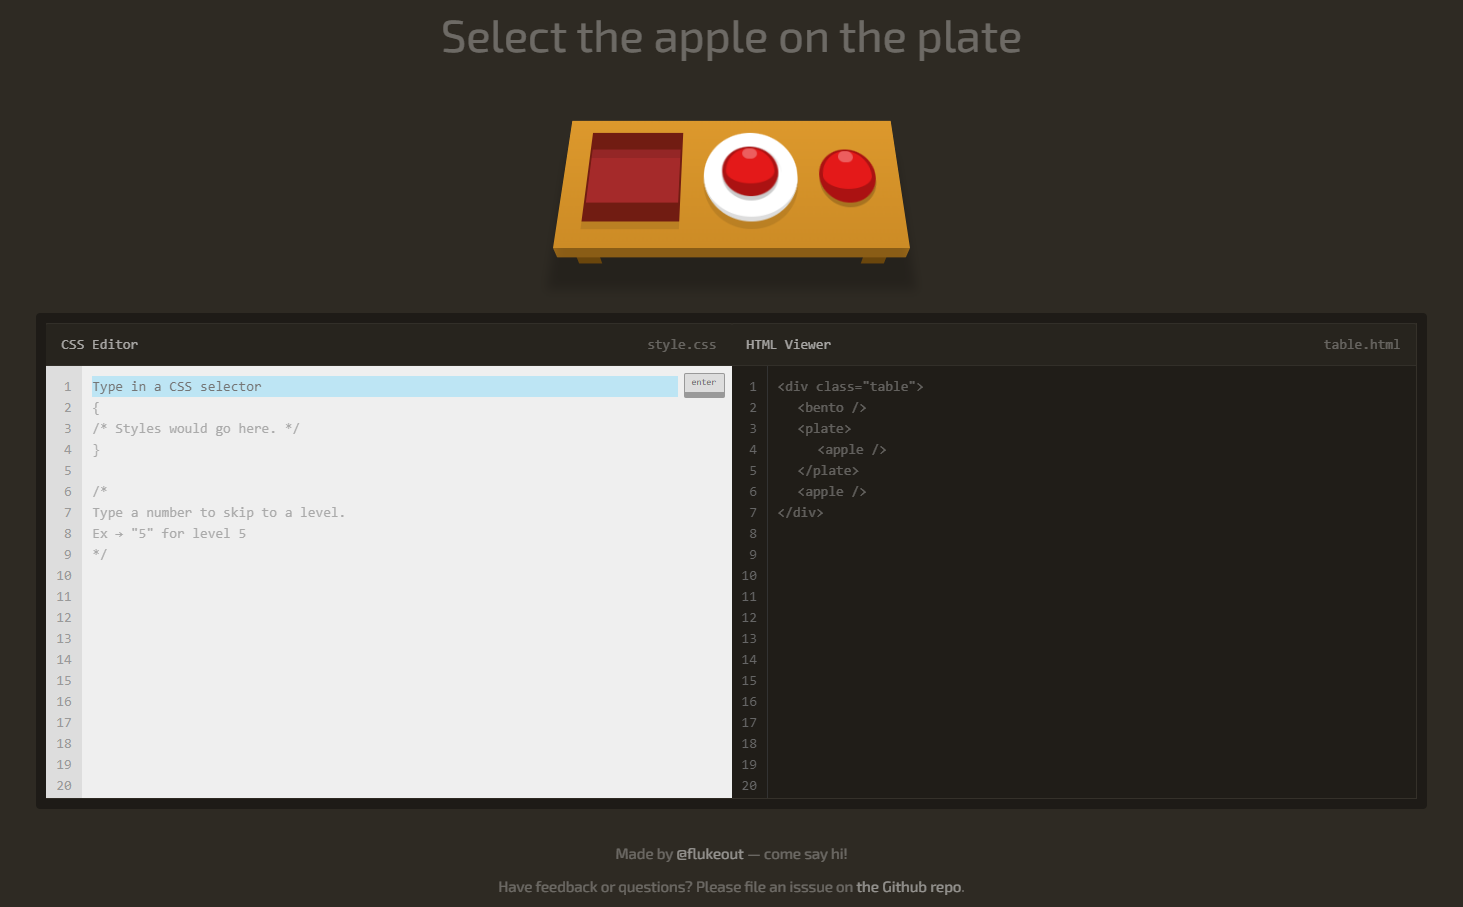 Select the apple on the plate
CSS Editor
style.css
HTML Viewer
table.html
1
Type in a CSS selector
enter
2
{
3
/* Styles would go here. */
4
}
5
6
/*
7
Type a number to skip to a level.
8
Ex → "5" for level 5
9
*/
10
11
12
13
14
15
16
17
18
19
20
1
<div class="table">
2
<bento />
3
<plate>
4
<apple />
5
</plate>
6
<apple />
7
</div>
8
9
10
11
12
13
14
15
16
17
18
19
20
Made by @flukeout — come say hi!
Have feedback or questions? Please file an isssue on the Github repo.